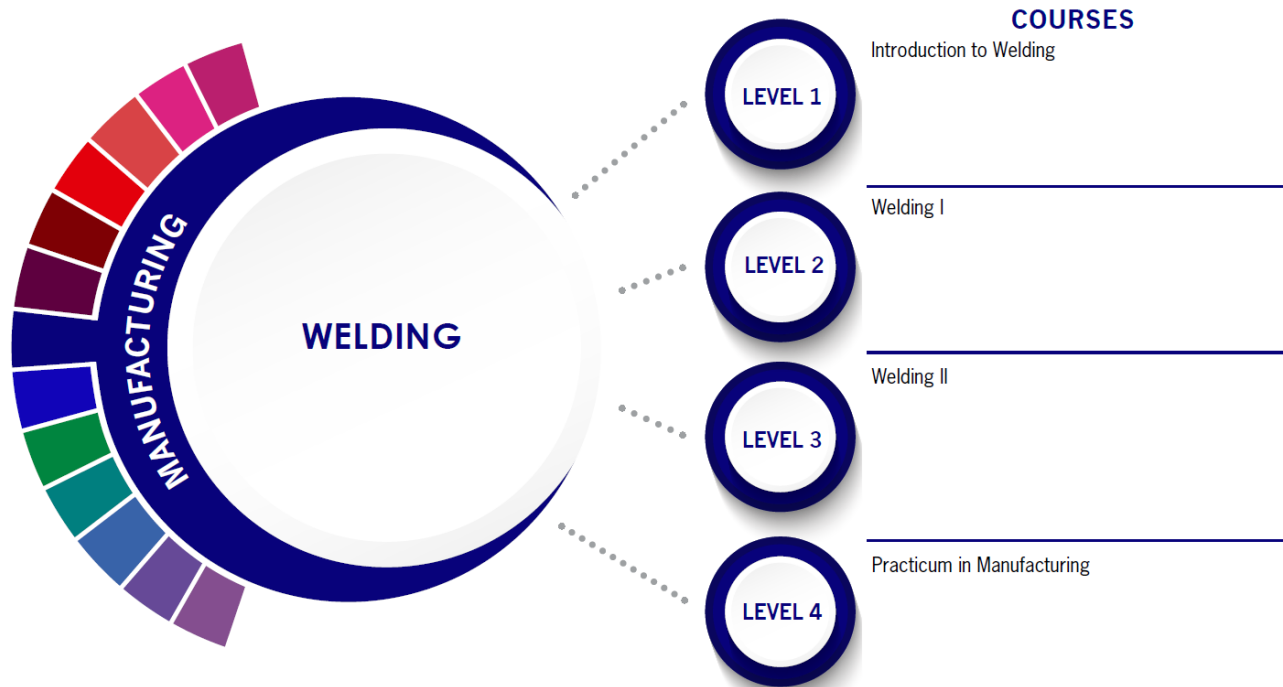 COURSES
MANUFACTURING
WELDING
LEVEL 1
Introduction to Welding
LEVEL 2
Welding I
LEVEL 3
Welding II
LEVEL 4
Practicum in Manufacturing